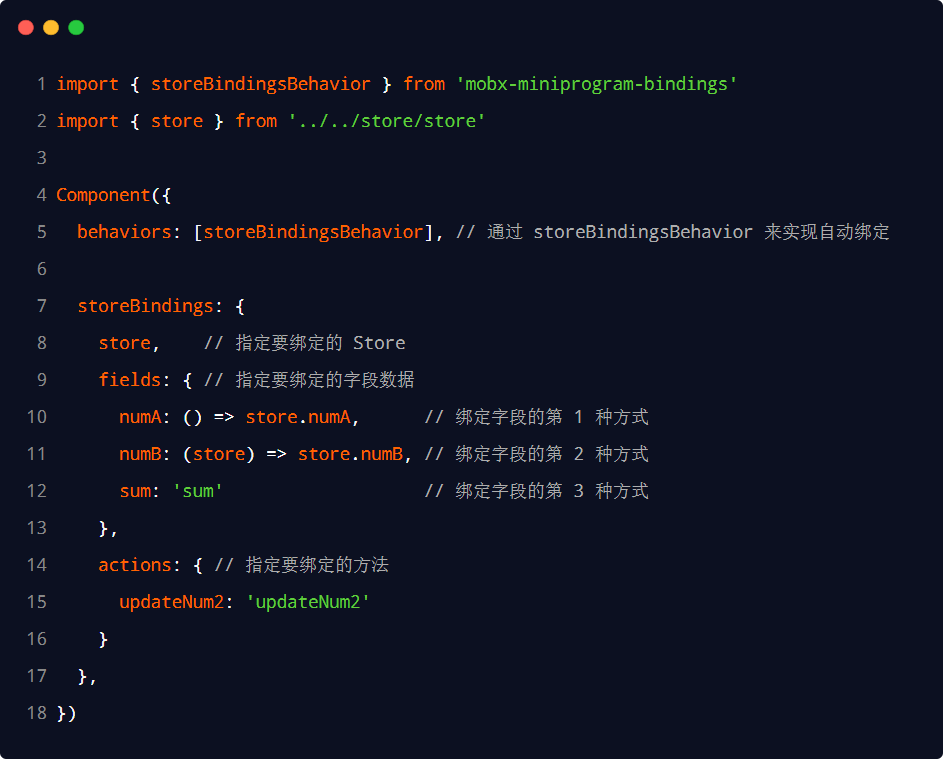 1 import { storeBindingsBehavior } from 'mobx-miniprogram-bindings'
2 import { store } from '../../store/store'
3
4 Component({
5   behaviors: [storeBindingsBehavior], // 通过 storeBindingsBehavior 来实现自动绑定
6
7   storeBindings: {
8     store,    // 指定要绑定的 Store
9     fields: { // 指定要绑定的字段数据
10       numA: () => store.numA,      // 绑定字段的第 1 种方式
11       numB: (store) => store.numB, // 绑定字段的第 2 种方式
12       sum: 'sum'                   // 绑定字段的第 3 种方式
13     },
14     actions: { // 指定要绑定的方法
15       updateNum2: 'updateNum2'
16     }
17   },
18 })